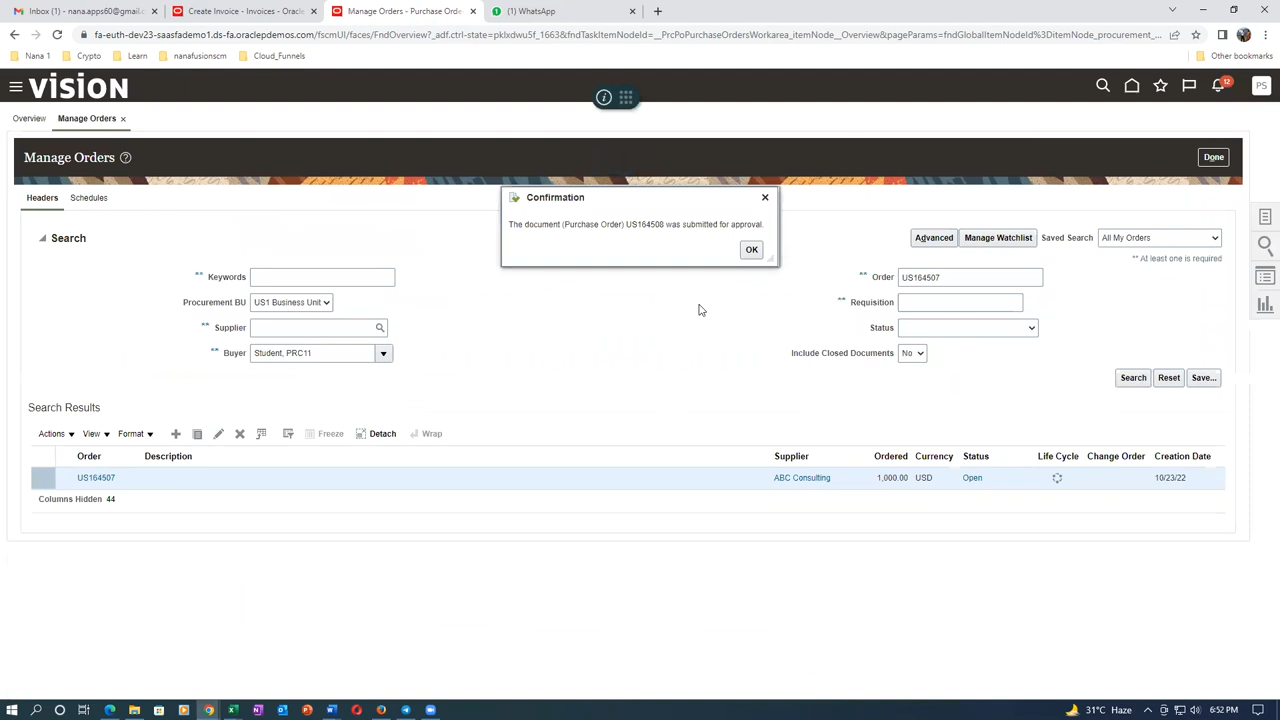 Inbox (1) - nana.apps60@gmail.com
Create Invoice - Invoices - Oracle
Manage Orders - Purchase Orders
(1) WhatsApp
fa-euth-dev23-saasfademo1.ds-fa.oraclepdemos.com/fscmUI/faces/FndOverview?_adf.ctrl-state=pklxdwu5f_1663&fndTaskItemNodeId=__PrcPoPurchaseOrdersWorkarea_itemNode__Overview&pageParams=fndGlobalItemNodeId%3DitemNode_procurement_...
Nana 1 Crypto Learn nanafusionscm Cloud_Funnels Other bookmarks
VISION 12 PS
Overview Manage Orders
Manage Orders Done
Headers Schedules
Confirmation
The document (Purchase Order) US164508 was submitted for approval.
OK
Search Advanced Manage Watchlist Saved Search All My Orders
** At least one is required
** Keywords ** Order US164507
Procurement BU US1 Business Unit ** Requisition
** Supplier Status
** Buyer Student, PRC11 Include Closed Documents No
Search Reset Save...
Search Results
Actions View Format Freeze Detach Wrap
Order Description Supplier Ordered Currency Status Life Cycle Change Order Creation Date
US164507 ABC Consulting 1,000.00 USD Open 10/23/22
Columns Hidden 44
31°C Haze 6:52 PM